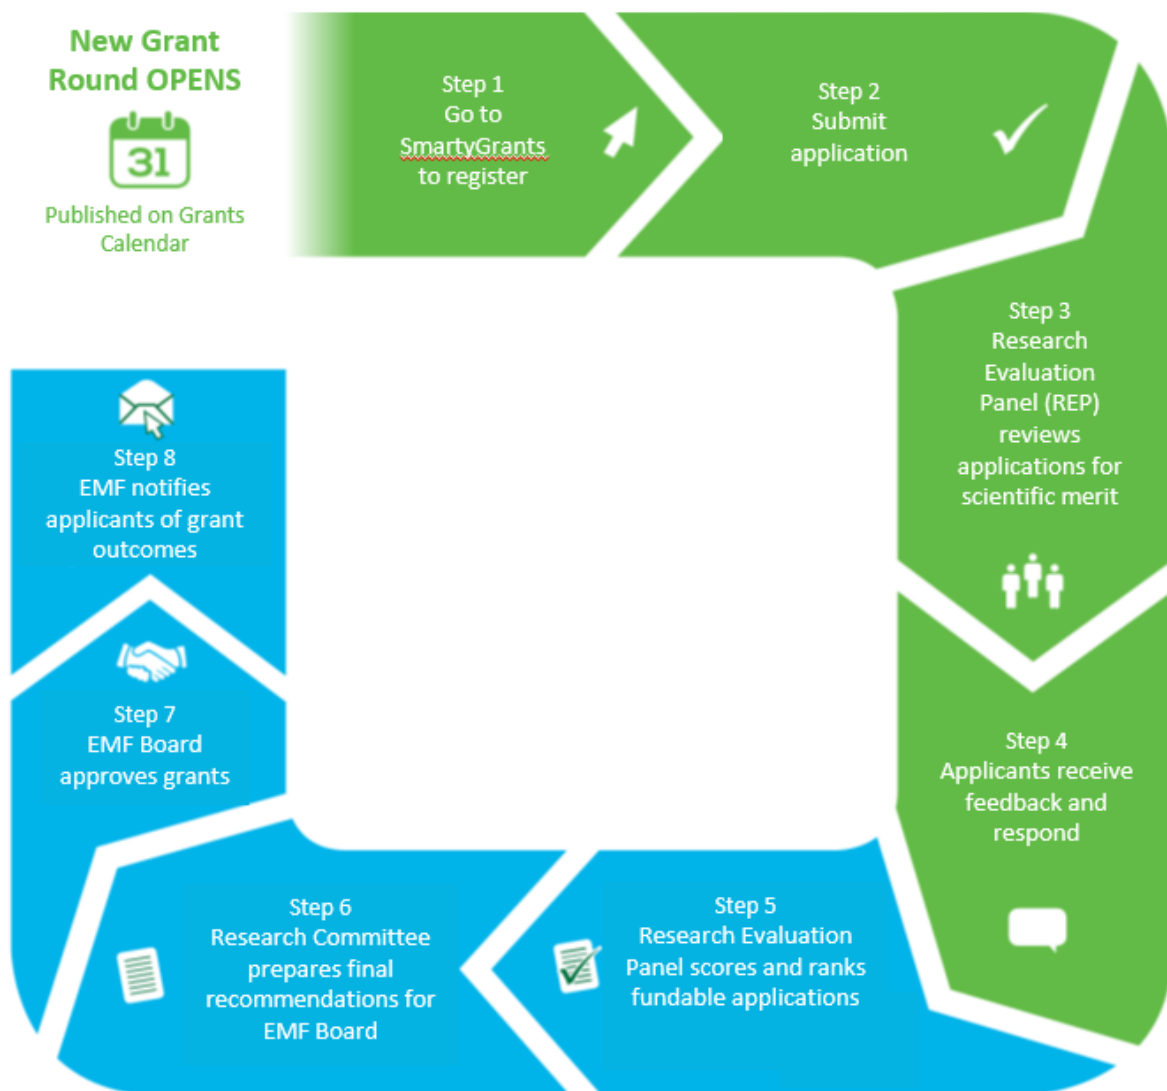 New Grant
Round OPENS
31
Published on Grants
Calendar
Step 1
Go to
SmartyGrants
to register
Step 2
Submit
application
Step 3
Research
Evaluation
Panel (REP)
reviews
applications for
scientific merit
Step 4
Applicants receive
feedback and
respond
Step 5
Research Evaluation
Panel scores and ranks
fundable applications
Step 6
Research Committee
prepares final
recommendations for
EMF Board
Step 7
EMF Board
approves grants
Step 8
EMF notifies
applicants of grant
outcomes